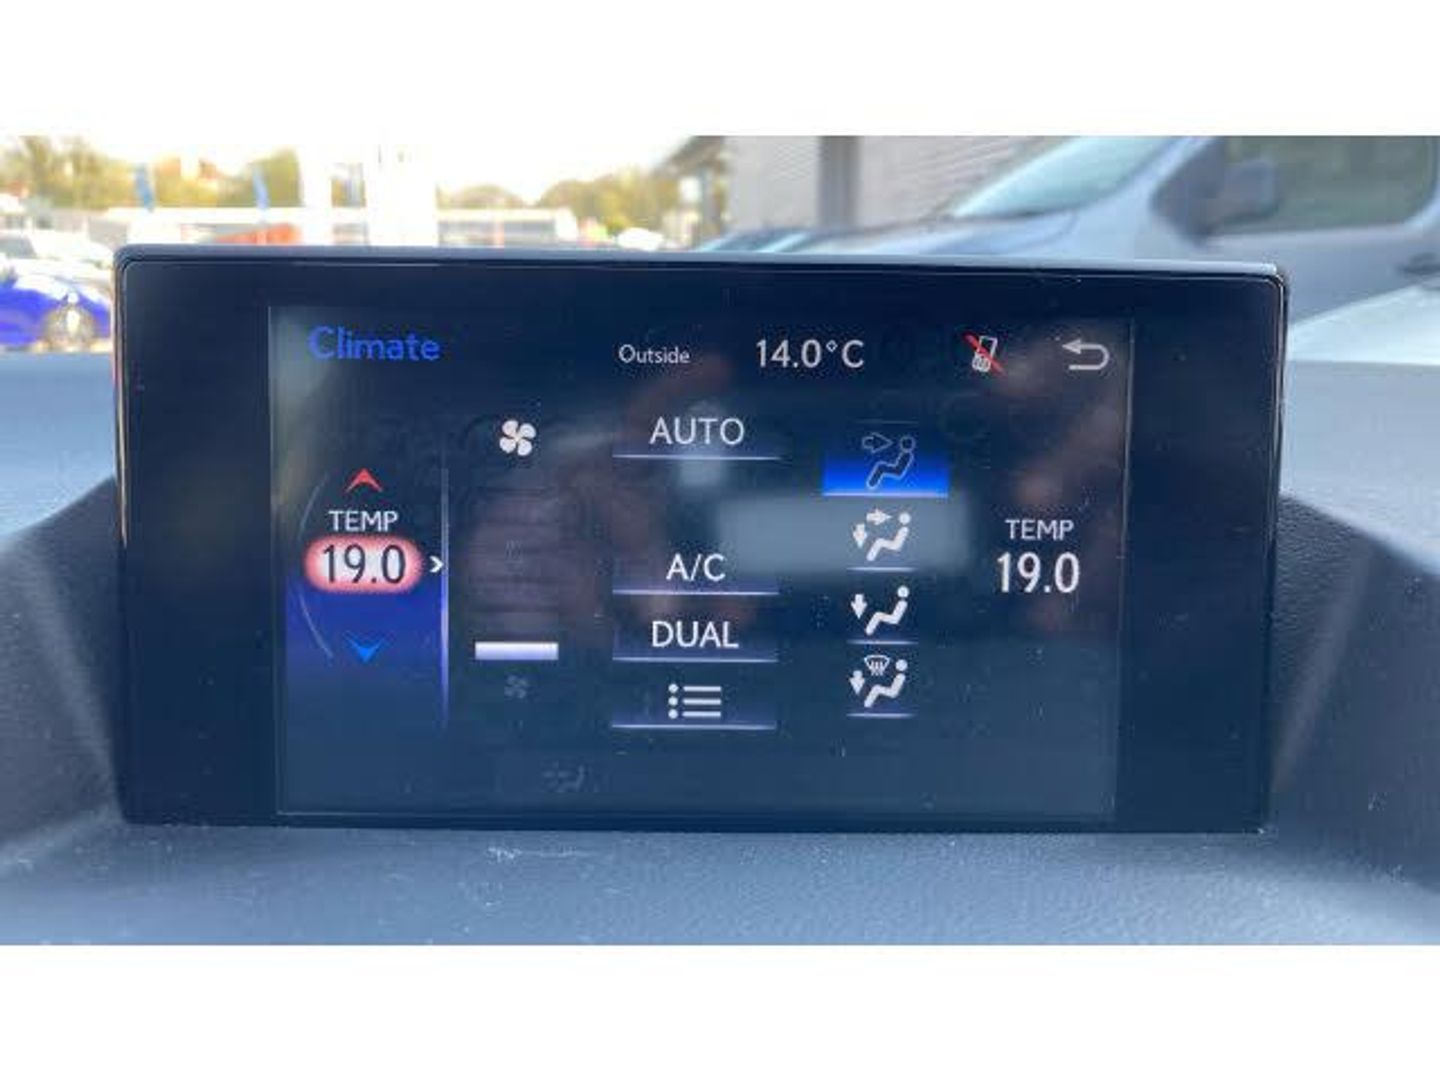 Climate
Outside 14.0°C
AUTO
TEMP
19.0
TEMP
19.0
A/C
DUAL